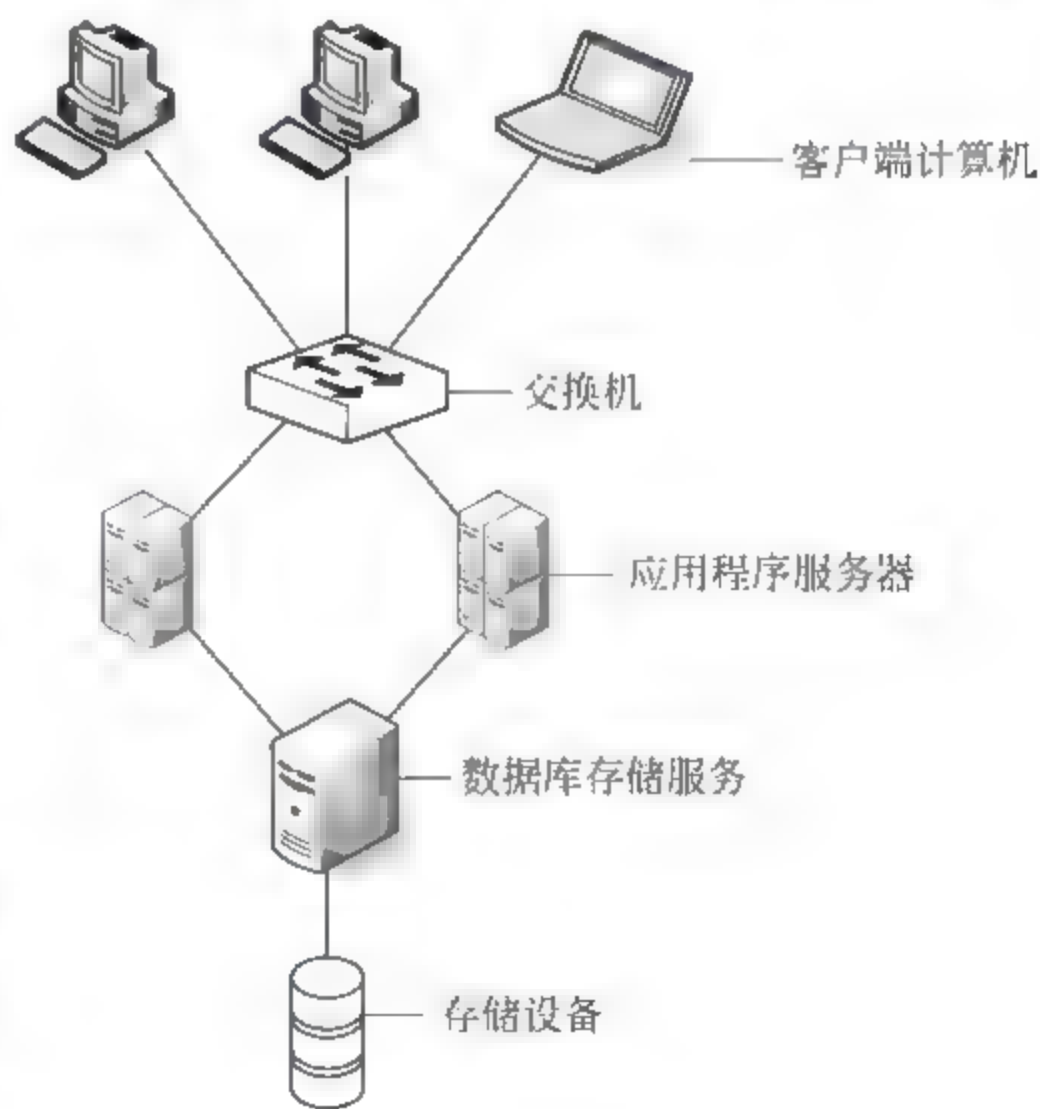 客户端计算机
交换机
应用程序服务器
数据库存储服务
存储设备